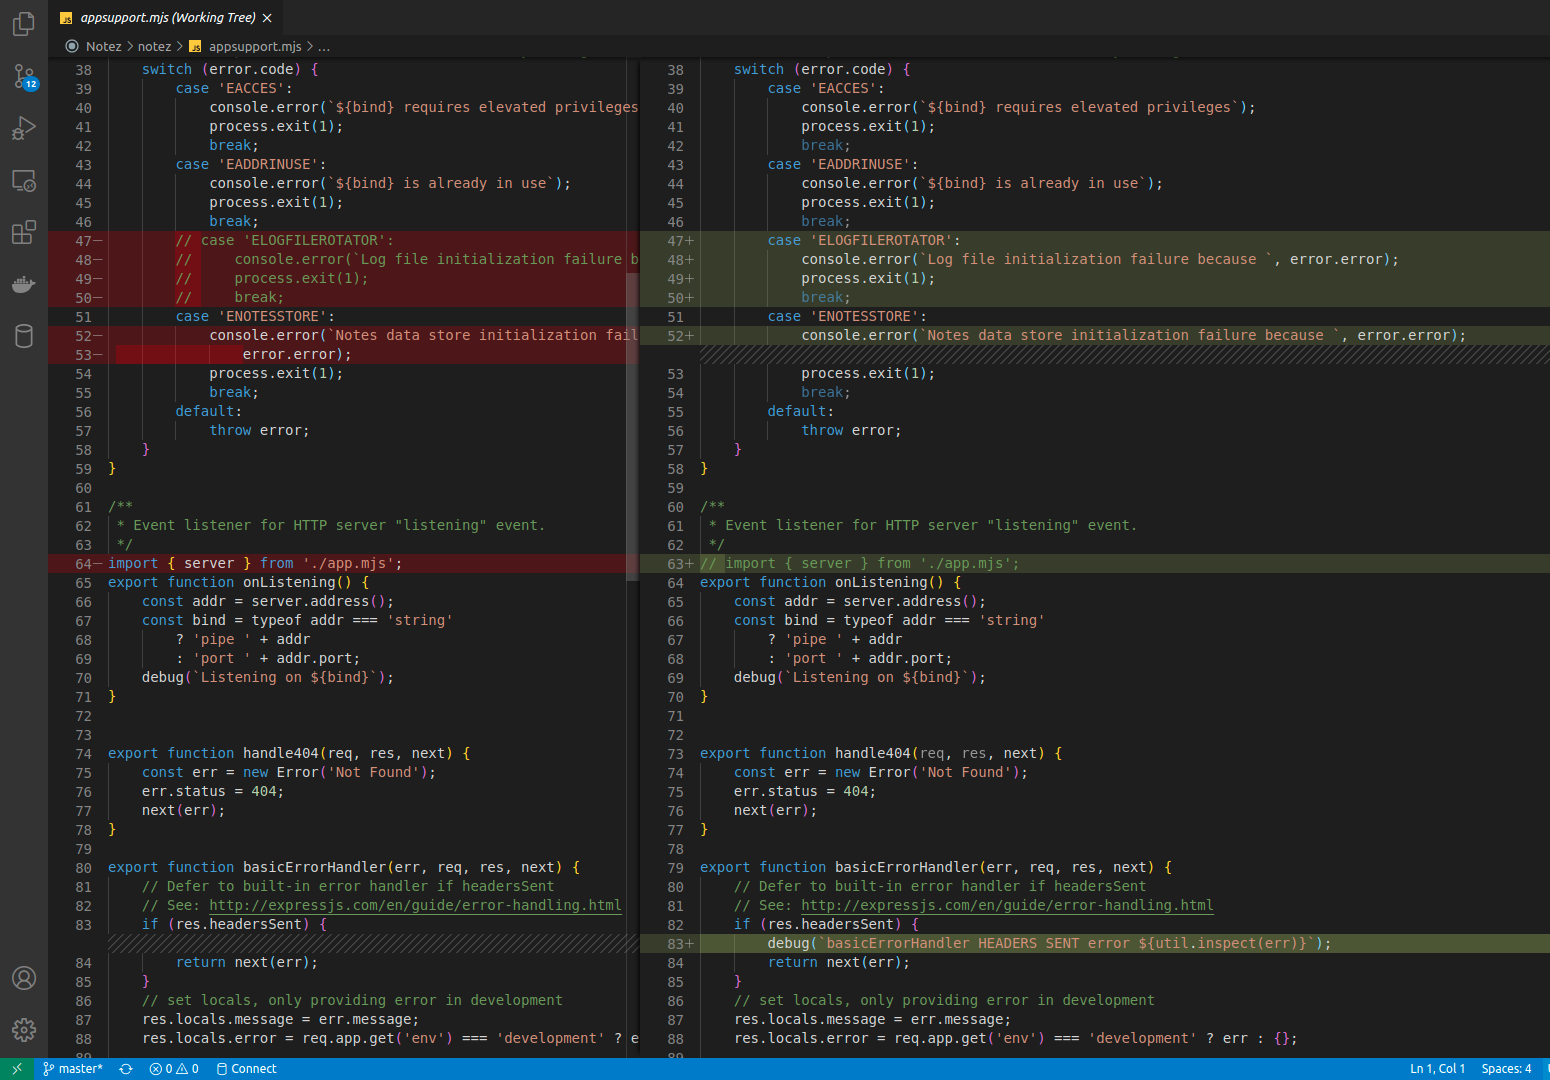 JS appsupport.mjs (Working Tree) ×
Notez > notez > JS appsupport.mjs > ...
12
38 switch (error.code) {
39 case 'EACCES':
40 console.error(`${bind} requires elevated privileges
41 process.exit(1);
42 break;
43 case 'EADDRINUSE':
44 console.error(`${bind} is already in use`);
45 process.exit(1);
46 break;
47− // case 'ELOGFILEROTATOR':
48− // console.error(`Log file initialization failure b
49− // process.exit(1);
50− // break;
51 case 'ENOTESSTORE':
52− console.error(`Notes data store initialization fail
53− error.error);
54 process.exit(1);
55 break;
56 default:
57 throw error;
58 }
59 }
60
61 /**
62 * Event listener for HTTP server "listening" event.
63 */
64− import { server } from './app.mjs';
65 export function onListening() {
66 const addr = server.address();
67 const bind = typeof addr === 'string'
68 ? 'pipe ' + addr
69 : 'port ' + addr.port;
70 debug(`Listening on ${bind}`);
71 }
72
73
74 export function handle404(req, res, next) {
75 const err = new Error('Not Found');
76 err.status = 404;
77 next(err);
78 }
79
80 export function basicErrorHandler(err, req, res, next) {
81 // Defer to built-in error handler if headersSent
82 // See: http://expressjs.com/en/guide/error-handling.html
83 if (res.headersSent) {
84 return next(err);
85 }
86 // set locals, only providing error in development
87 res.locals.message = err.message;
88 res.locals.error = req.app.get('env') === 'development' ? e
89
38 switch (error.code) {
39 case 'EACCES':
40 console.error(`${bind} requires elevated privileges`);
41 process.exit(1);
42 break;
43 case 'EADDRINUSE':
44 console.error(`${bind} is already in use`);
45 process.exit(1);
46 break;
47+ case 'ELOGFILEROTATOR':
48+ console.error(`Log file initialization failure because `, error.error);
49+ process.exit(1);
50+ break;
51 case 'ENOTESSTORE':
52+ console.error(`Notes data store initialization failure because `, error.error);
53 process.exit(1);
54 break;
55 default:
56 throw error;
57 }
58 }
59
60 /**
61 * Event listener for HTTP server "listening" event.
62 */
63+ // import { server } from './app.mjs';
64 export function onListening() {
65 const addr = server.address();
66 const bind = typeof addr === 'string'
67 ? 'pipe ' + addr
68 : 'port ' + addr.port;
69 debug(`Listening on ${bind}`);
70 }
71
72
73 export function handle404(req, res, next) {
74 const err = new Error('Not Found');
75 err.status = 404;
76 next(err);
77 }
78
79 export function basicErrorHandler(err, req, res, next) {
80 // Defer to built-in error handler if headersSent
81 // See: http://expressjs.com/en/guide/error-handling.html
82 if (res.headersSent) {
83+ debug(`basicErrorHandler HEADERS SENT error ${util.inspect(err)}`);
84 return next(err);
85 }
86 // set locals, only providing error in development
87 res.locals.message = err.message;
88 res.locals.error = req.app.get('env') === 'development' ? err : {};
89
master* 0 0 Connect Ln 1, Col 1 Spaces: 4